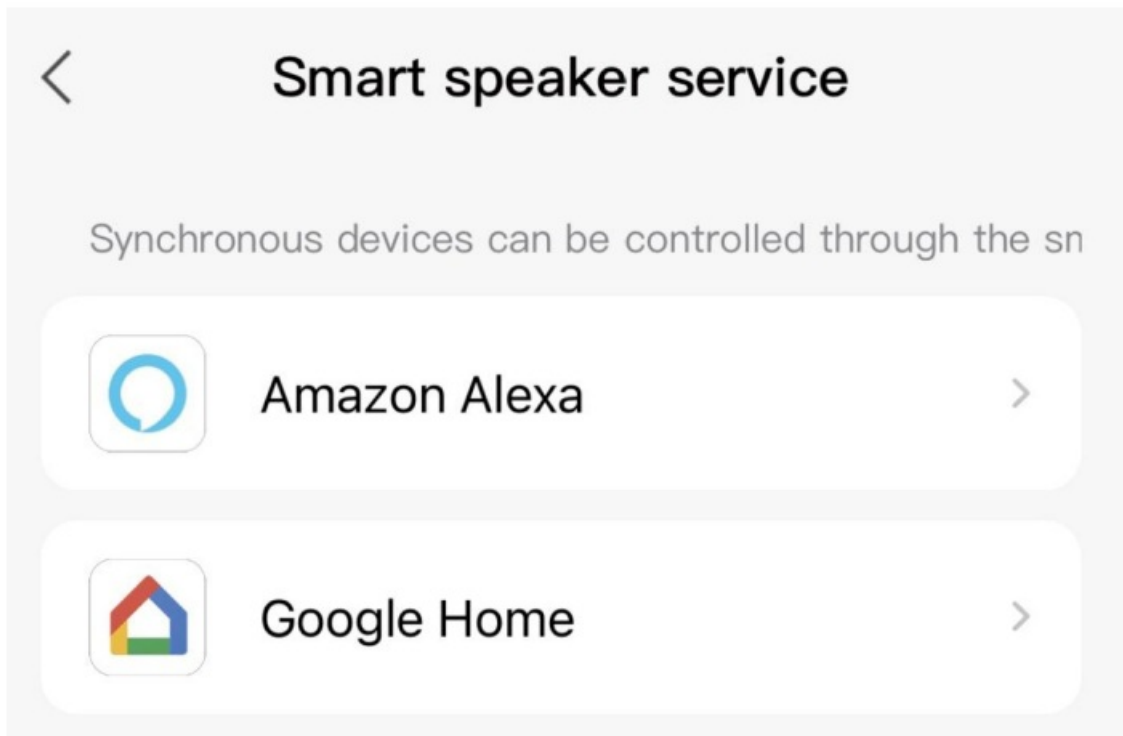 Smart speaker service
Synchronous devices can be controlled through the
Amazon Alexa
Google Home